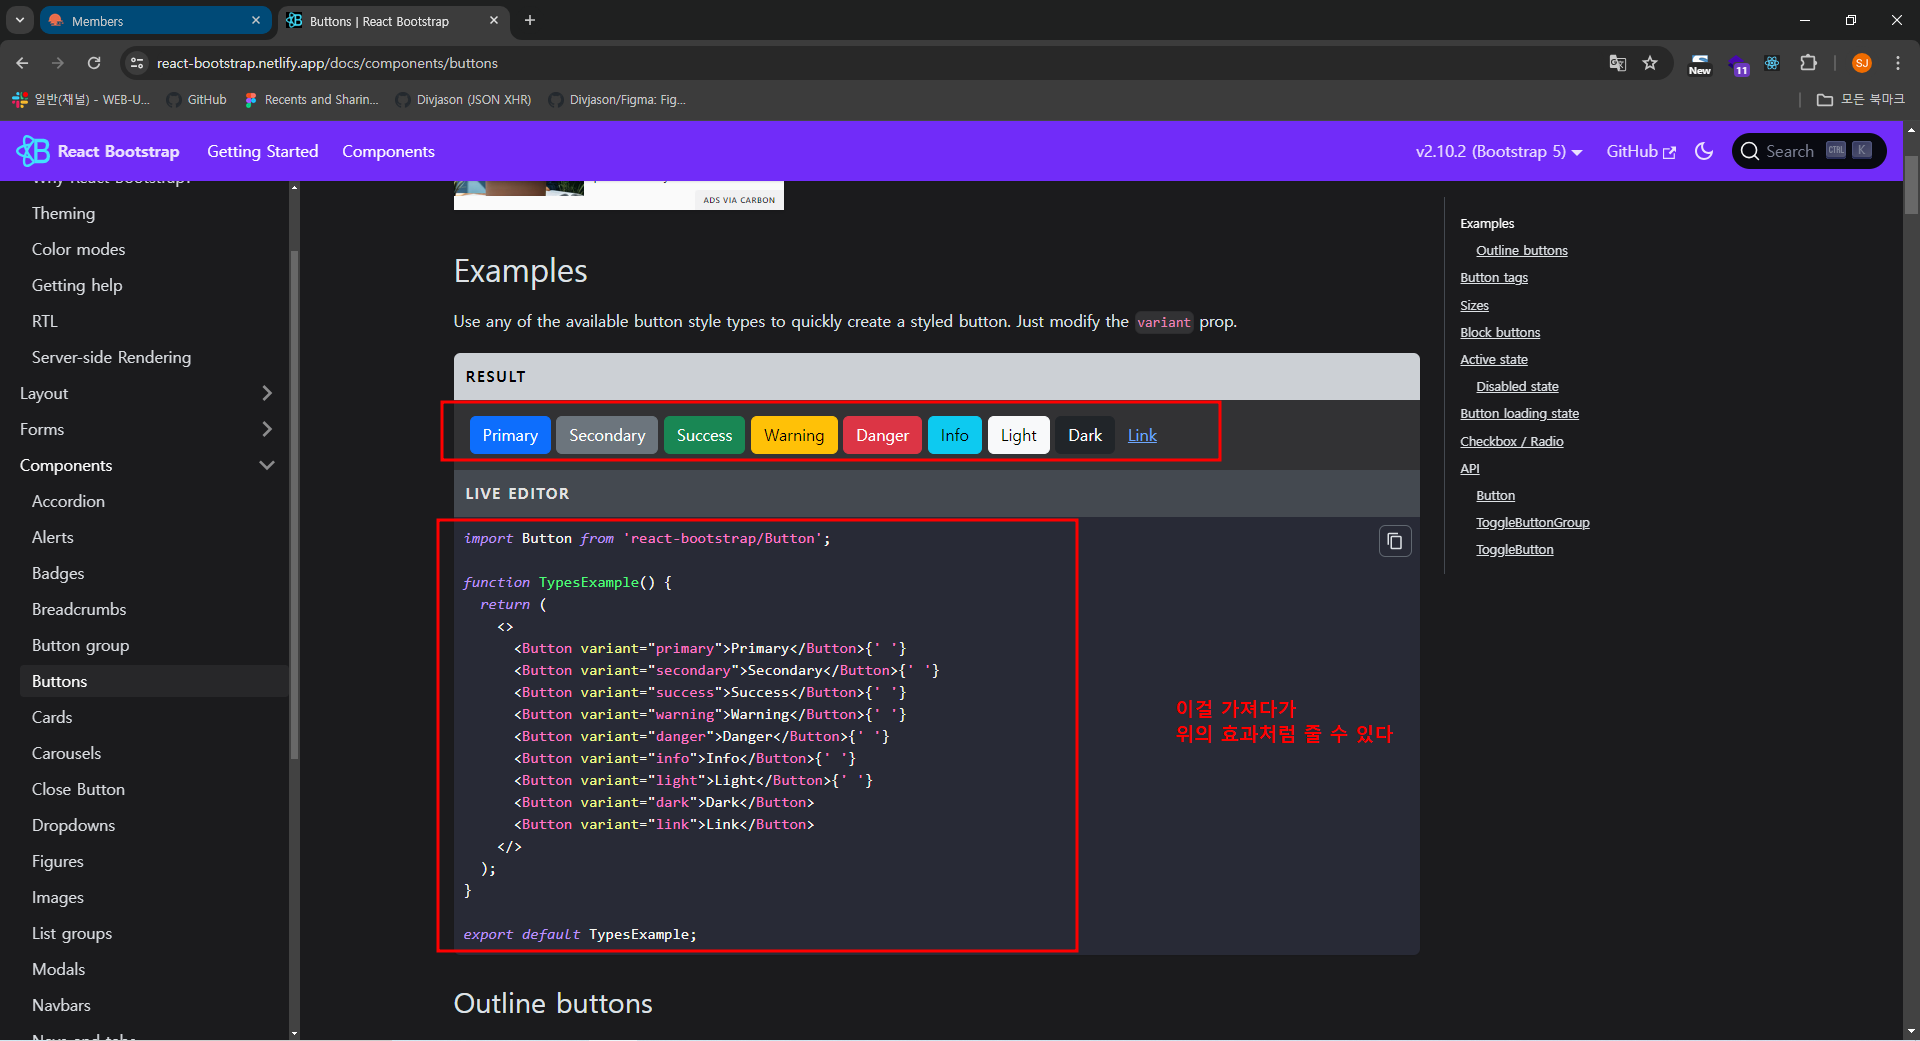 Members
Buttons | React Bootstrap
react-bootstrap.netlify.app/docs/components/buttons
New
11
SJ
일반(채널) - WEB-U...
GitHub
Recents and Sharin...
Divjason (JSON XHR)
Divjason/Figma: Fig...
모든 북마크
React Bootstrap
Getting Started
Components
v2.10.2 (Bootstrap 5)
GitHub
Search
CTRL
K
Why React-Bootstrap?
Theming
Color modes
Getting help
RTL
Server-side Rendering
Layout
Forms
Components
Accordion
Alerts
Badges
Breadcrumbs
Button group
Buttons
Cards
Carousels
Close Button
Dropdowns
Figures
Images
List groups
Modals
Navbars
Navs and tabs
ADS VIA CARBON
Examples
Use any of the available button style types to quickly create a styled button. Just modify the variant prop.
RESULT
Primary
Secondary
Success
Warning
Danger
Info
Light
Dark
Link
LIVE EDITOR
import Button from 'react-bootstrap/Button';
function TypesExample() {
return (
<>
<Button variant="primary">Primary</Button>{' '}
<Button variant="secondary">Secondary</Button>{' '}
<Button variant="success">Success</Button>{' '}
<Button variant="warning">Warning</Button>{' '}
<Button variant="danger">Danger</Button>{' '}
<Button variant="info">Info</Button>{' '}
<Button variant="light">Light</Button>{' '}
<Button variant="dark">Dark</Button>
<Button variant="link">Link</Button>
</>
);
}
export default TypesExample;
이걸 가져다가
위의 효과처럼 줄 수 있다
Outline buttons
Examples
Outline buttons
Button tags
Sizes
Block buttons
Active state
Disabled state
Button loading state
Checkbox / Radio
API
Button
ToggleButtonGroup
ToggleButton